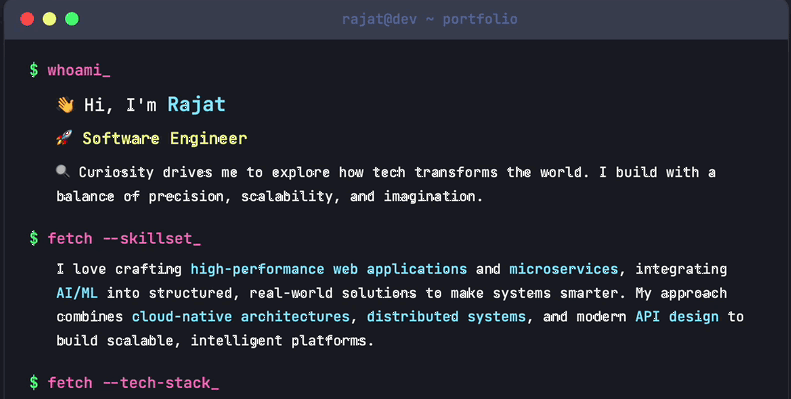 rajat@dev ~ portfolio
$ whoami_
👋 Hi, I'm Rajat
🚀 Software Engineer
🔍 Curiosity drives me to explore how tech transforms the world. I build with a
balance of precision, scalability, and imagination.
$ fetch --skillset_
I love crafting high-performance web applications and microservices, integrating
AI/ML into structured, real-world solutions to make systems smarter. My approach
combines cloud-native architectures, distributed systems, and modern API design to
build scalable, intelligent platforms.
$ fetch --tech-stack_